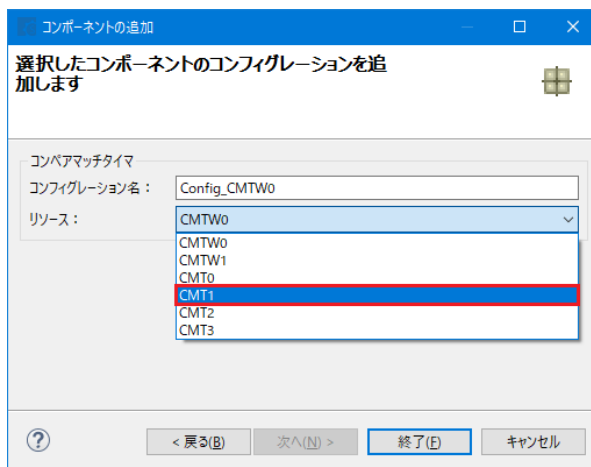 コンポーネントの追加
選択したコンポーネントのコンフィグレーションを追
加します
コンペアマッチタイマ
コンフィグレーション名：
Config_CMTW0
リソース：
CMTW0
CMTW0
CMTW1
CMT0
CMT1
CMT2
CMT3
?
< 戻る(B)
次へ(N) >
終了(F)
キャンセル